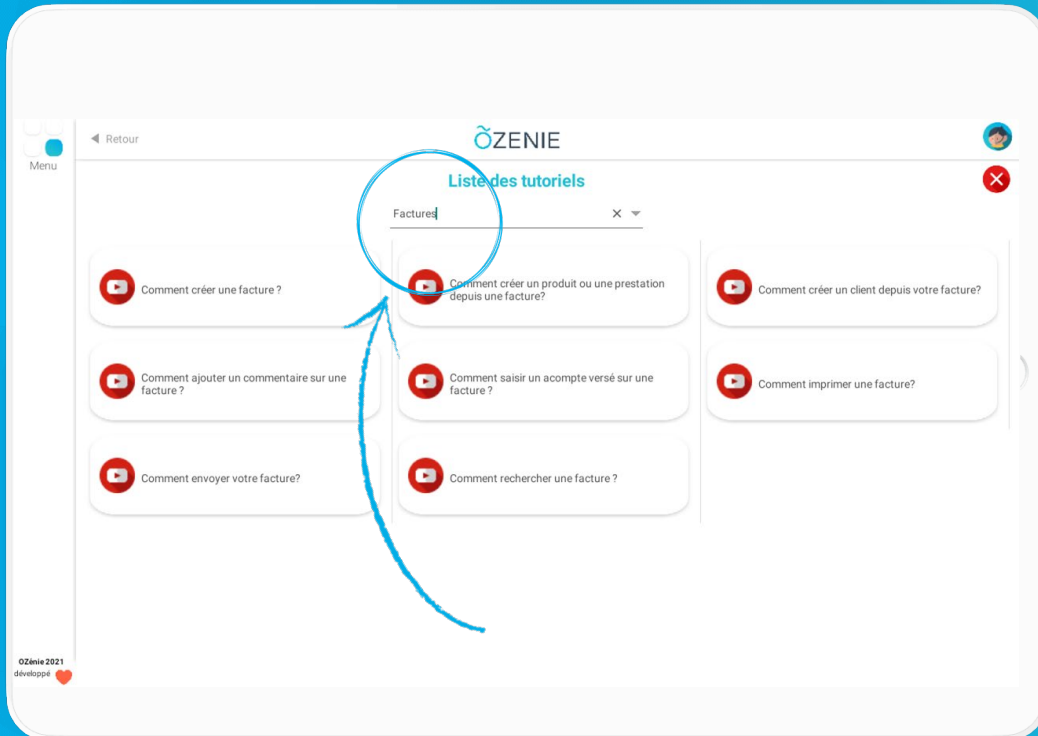 Menu
Retour
ÕZENIE
Liste des tutoriels
Factures
Comment créer une facture ?
Comment créer un produit ou une prestation
depuis une facture?
Comment créer un client depuis votre facture?
Comment ajouter un commentaire sur une
facture ?
Comment saisir un acompte versé sur une
facture ?
Comment imprimer une facture?
Comment envoyer votre facture?
Comment rechercher une facture ?
OZènie 2021
développé